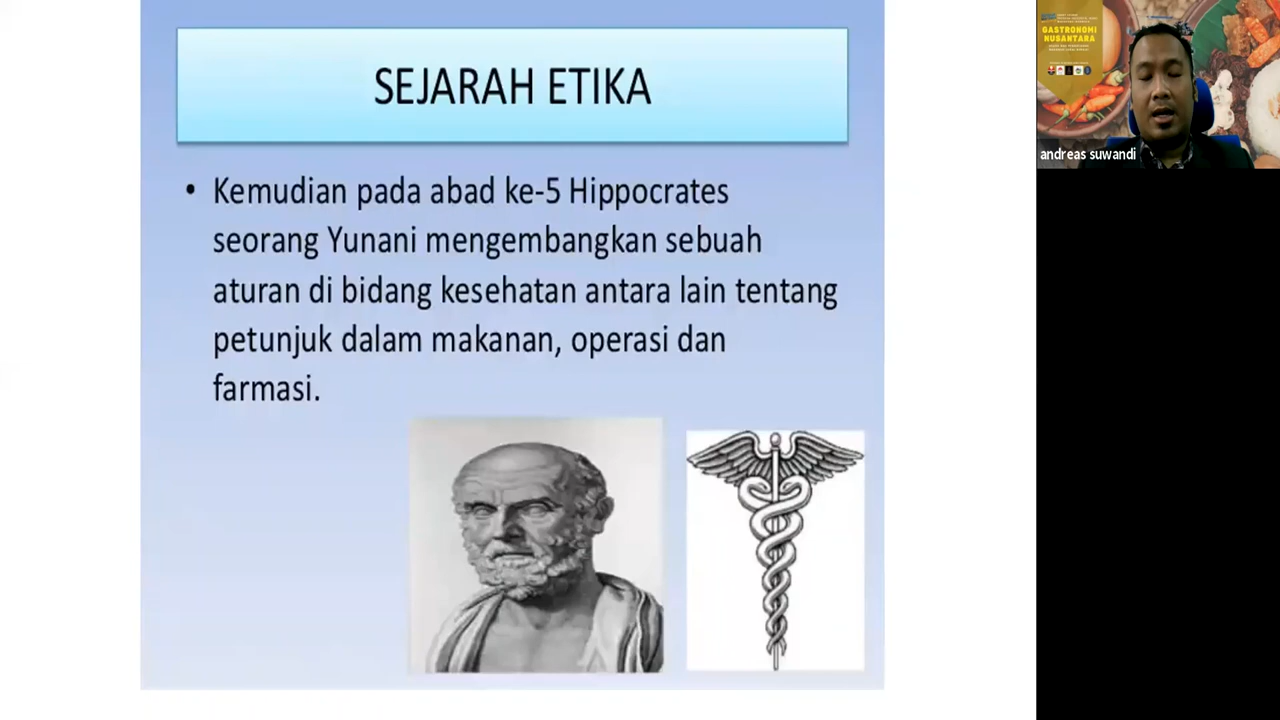 SEJARAH ETIKA
• Kemudian pada abad ke-5 Hippocrates
seorang Yunani mengembangkan sebuah
aturan di bidang kesehatan antara lain tentang
petunjuk dalam makanan, operasi dan
farmasi.
GASTRONOMI
NUSANTARA
andreas suwandi